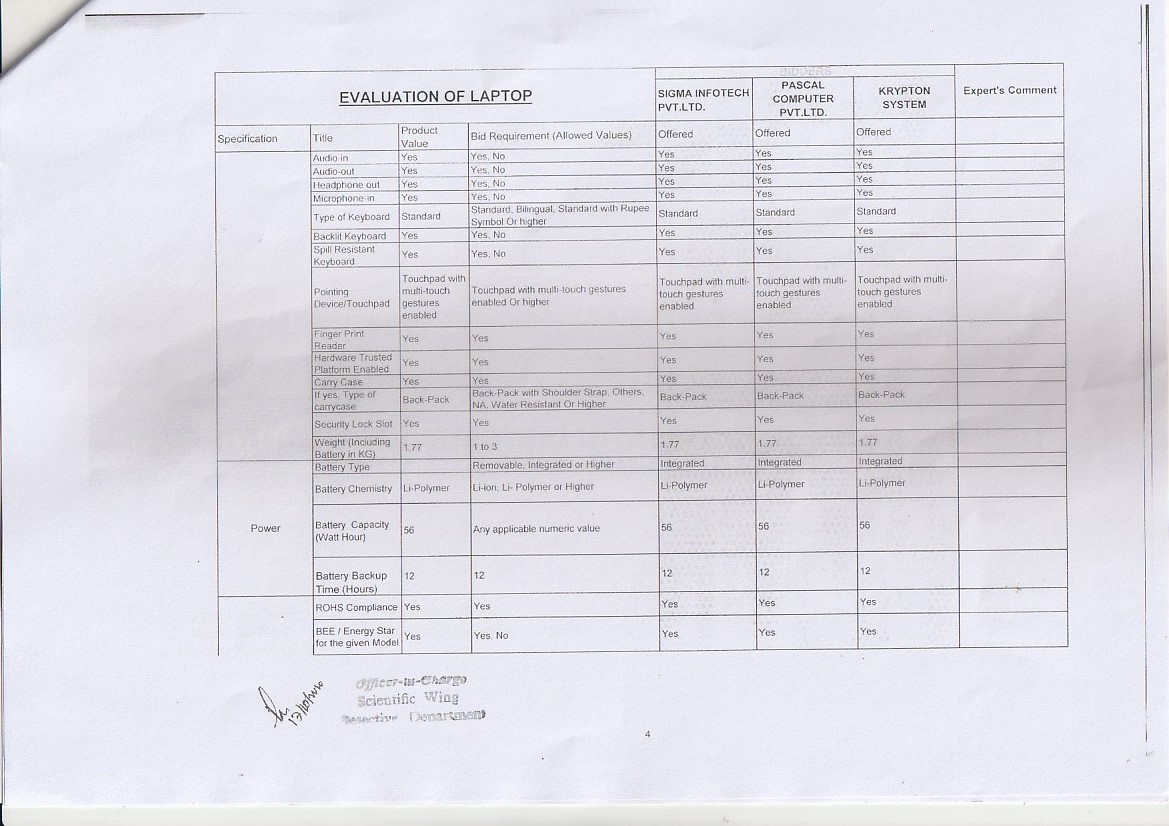 BIDDERS
EVALUATION OF LAPTOP
SIGMA INFOTECH PVT.LTD.
PASCAL COMPUTER PVT.LTD.
KRYPTON SYSTEM
Expert's Comment
Specification Title Product Value Bid Requirement (Allowed Values) Offered Offered Offered
Audio-in Yes Yes, No Yes Yes Yes
Audio-out Yes Yes, No Yes Yes Yes
Headphone out Yes Yes, No Yes Yes Yes
Microphone in Yes Yes, No Yes Yes Yes
Type of Keyboard Standard Standard, Bilingual, Standard with Rupee Symbol Or higher Standard Standard Standard
Backlit Keyboard Yes Yes, No Yes Yes Yes
Spill Resistant Keyboard Yes Yes, No Yes Yes Yes
Pointing Device/Touchpad Touchpad with multi-touch gestures enabled Touchpad with multi-touch gestures enabled Or higher Touchpad with multi-touch gestures enabled Touchpad with multi-touch gestures enabled Touchpad with multi-touch gestures enabled
Finger Print Reader Yes Yes Yes Yes Yes
Hardware Trusted Platform Enabled Yes Yes Yes Yes Yes
Carry Case Yes Yes Yes Yes Yes
If yes, Type of carrycase Back-Pack Back-Pack with Shoulder Strap, Others, NA, Water Resistant Or Higher Back-Pack Back-Pack Back-Pack
Security Lock Slot Yes Yes Yes Yes Yes
Weight (Including Battery in KG) 1.77 1 to 3 1.77 1.77 1.77
Battery Type Removable, Integrated or Higher Integrated Integrated Integrated
Battery Chemistry Li-Polymer Li-ion, Li- Polymer or Higher Li-Polymer Li-Polymer Li-Polymer
Power Battery Capacity (Watt Hour) 56 Any applicable numeric value 56 56 56
Battery Backup Time (Hours) 12 12 12 12 12
ROHS Compliance Yes Yes Yes Yes Yes
BEE / Energy Star for the given Model Yes Yes, No Yes Yes Yes
Officer-in-Charge
Scientific Wing
Detective Department
4